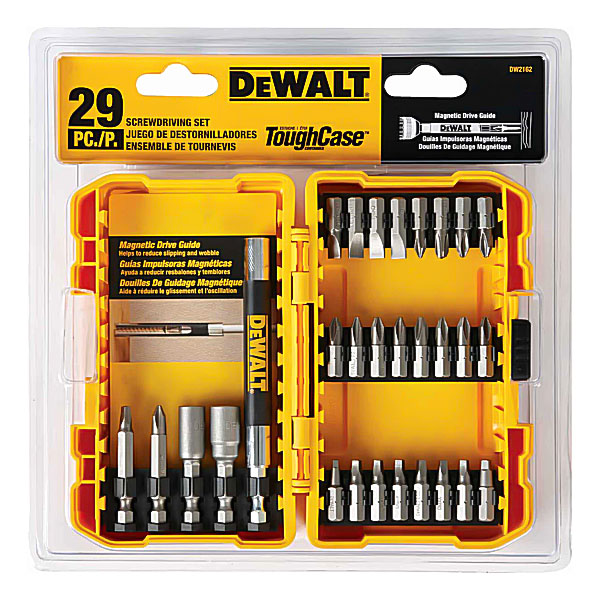 29
PC./P.
SCREWDRIVING SET
JUEGO DE DESTORNILLADORES
ENSEMBLE DE TOURNEVIS
DEWALT
ToughCase™
DW2162
Magnetic Drive Guide
DEWALT
Guías Impulsoras Magnéticas
Douilles De Guidage Magnétique
Magnetic Drive Guide
Helps to reduce slipping and wobble
Guías Impulsoras Magnéticas
Ayuda a reducir resbalones y temblores
Douilles De Guidage Magnétique
Aide à réduire le glissement et l'oscillation
DEWALT